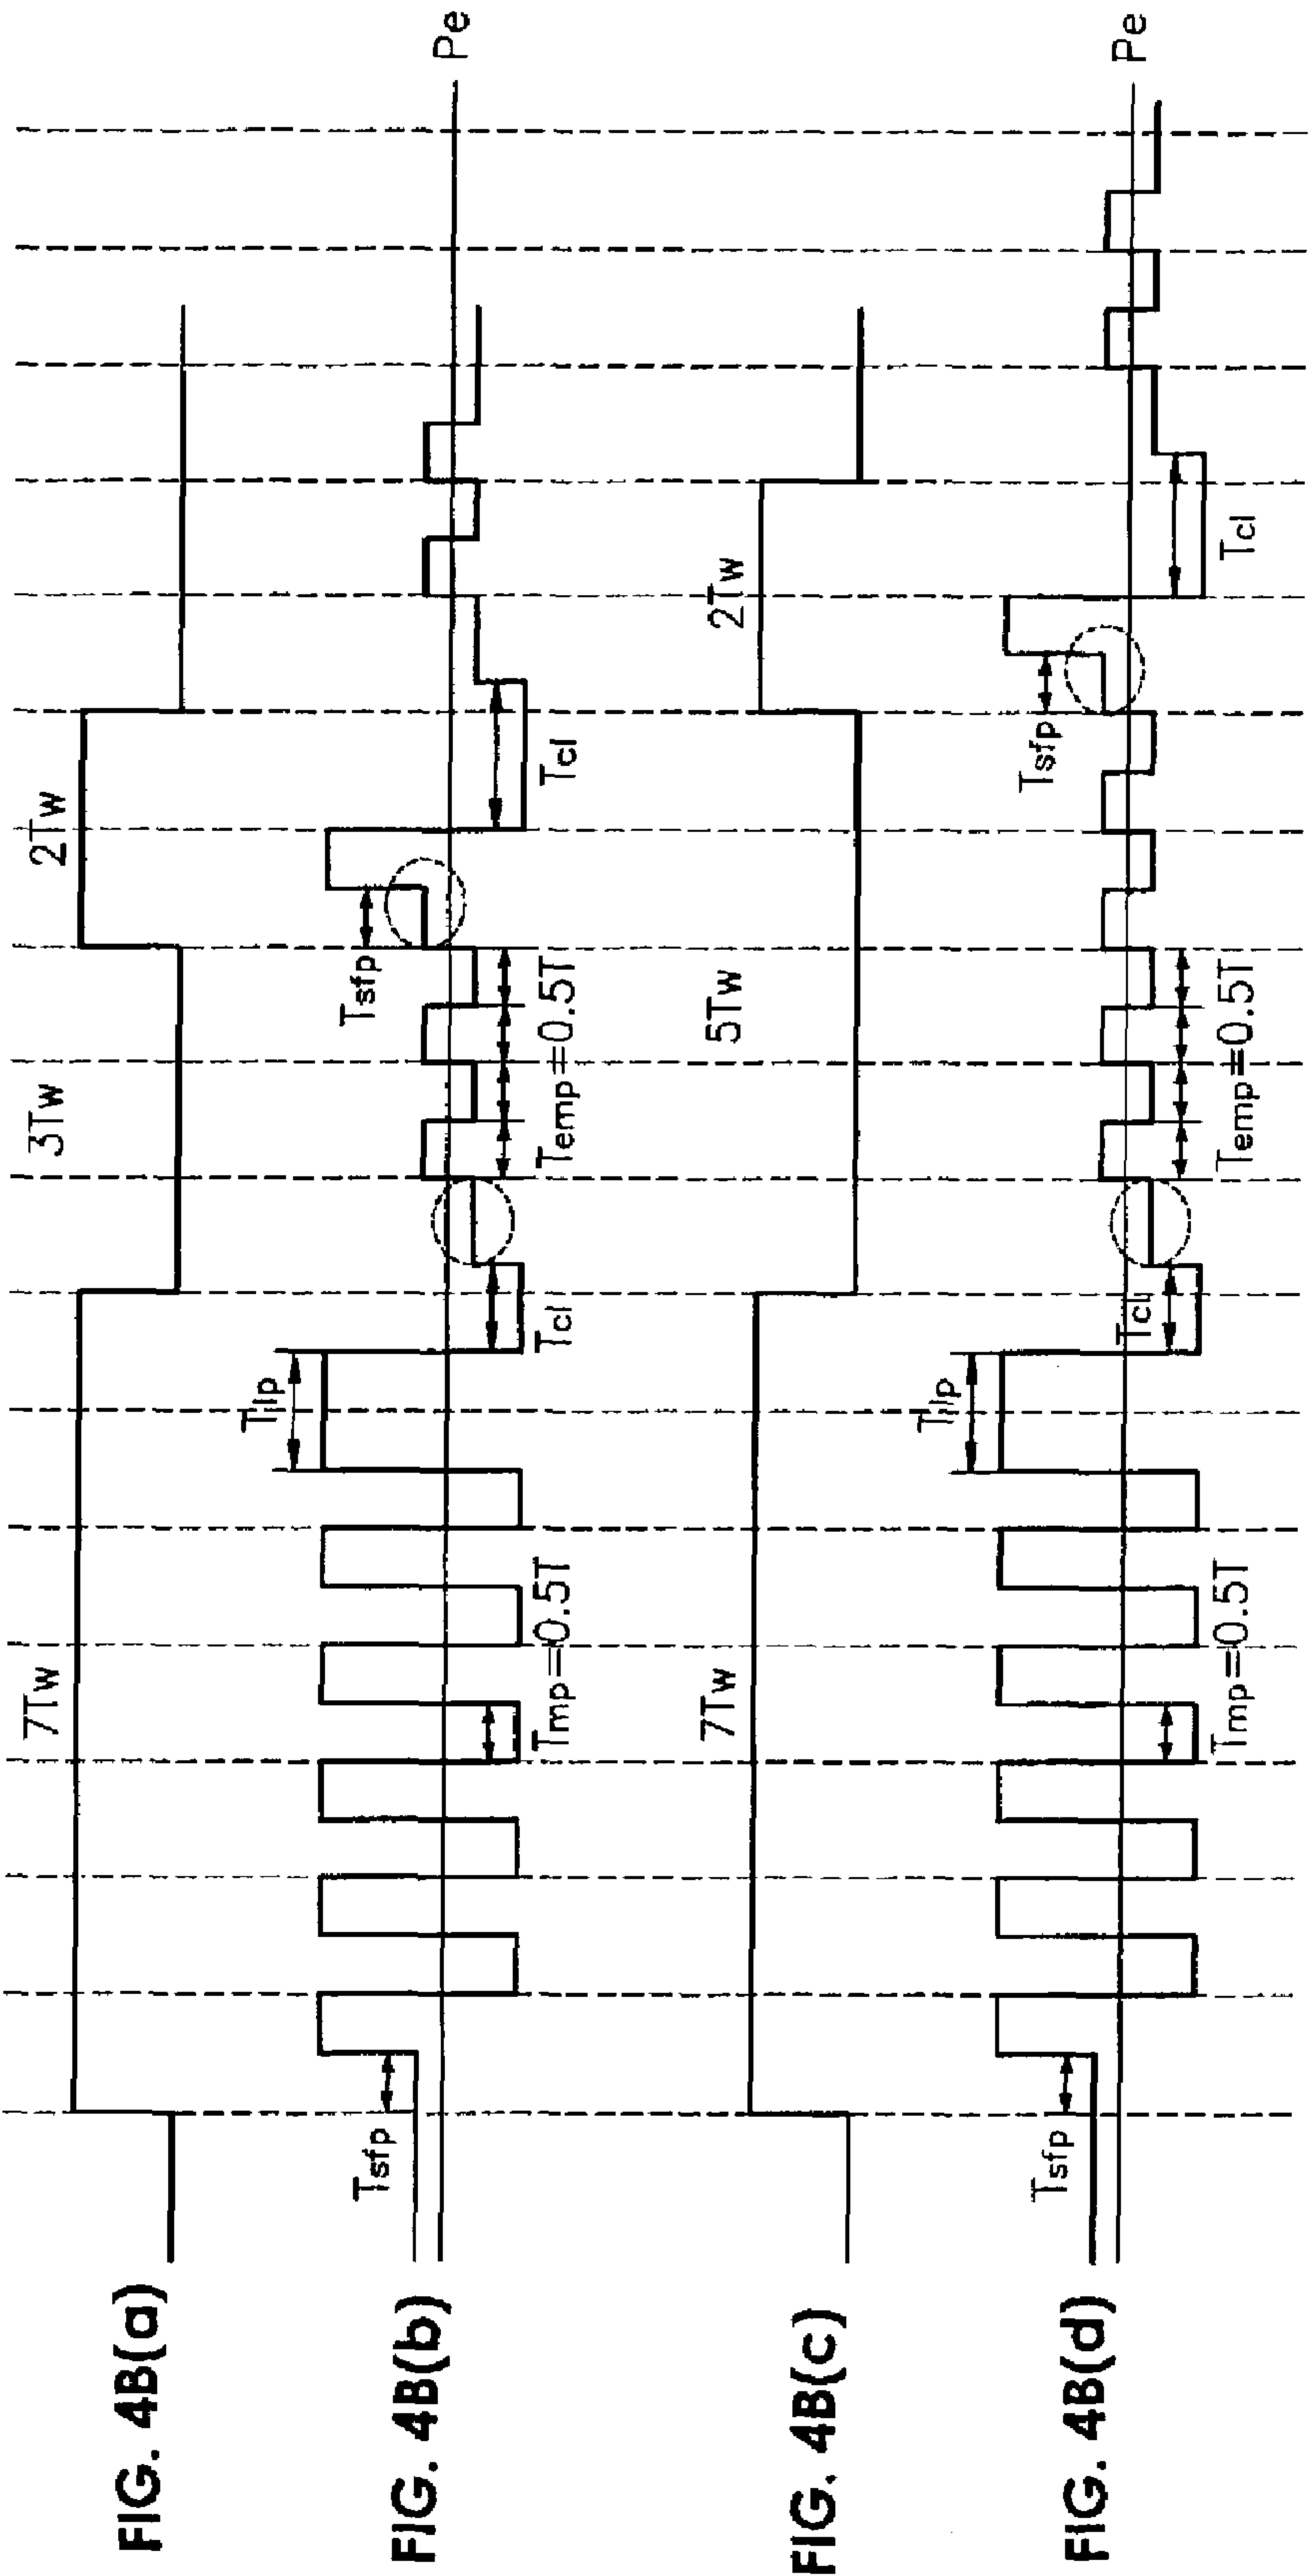 FIG. 4B(a)
7Tw
3Tw
2Tw
FIG. 4B(b)
Tsfp
Tmp=0.5T
Tlp
Tcl
Temp=0.5T
Tsfp
Tcl
Pe
FIG. 4B(c)
7Tw
5Tw
2Tw
FIG. 4B(d)
Tsfp
Tmp=0.5T
Tlp
Tcl
Temp=0.5T
Tsfp
Tcl
Pe